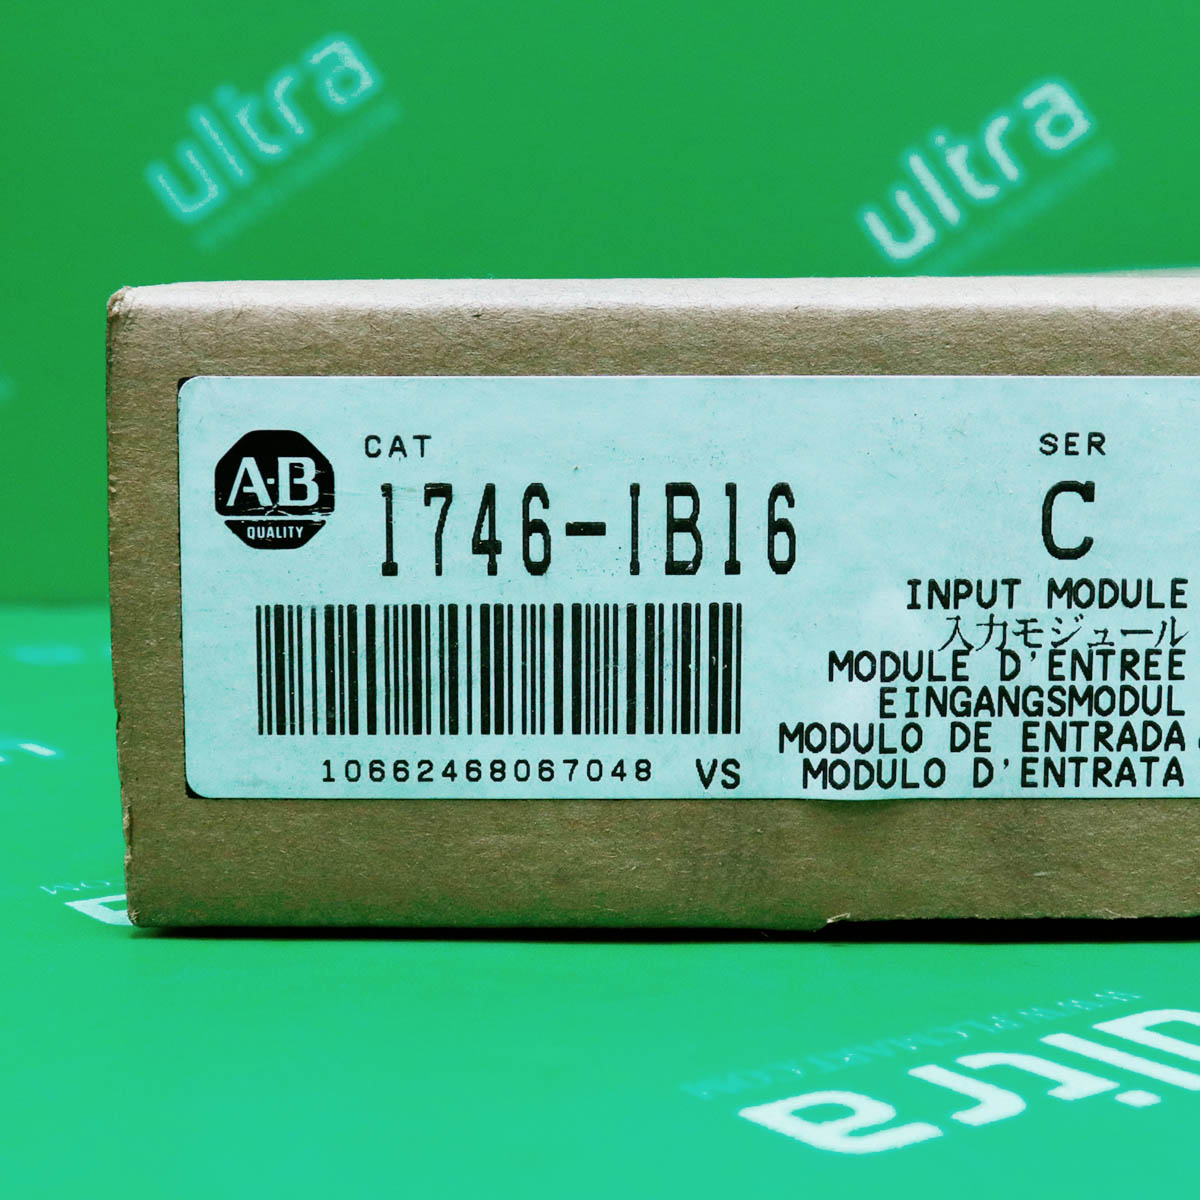 ultra
ultra
A·B
QUALITY
CAT
1746-IB16
SER
C
INPUT MODULE
入力モジュール
MODULE D'ENTREE
EINGANGSMODUL
MODULO DE ENTRADA
MODULO D'ENTRATA
10662468067048 VS